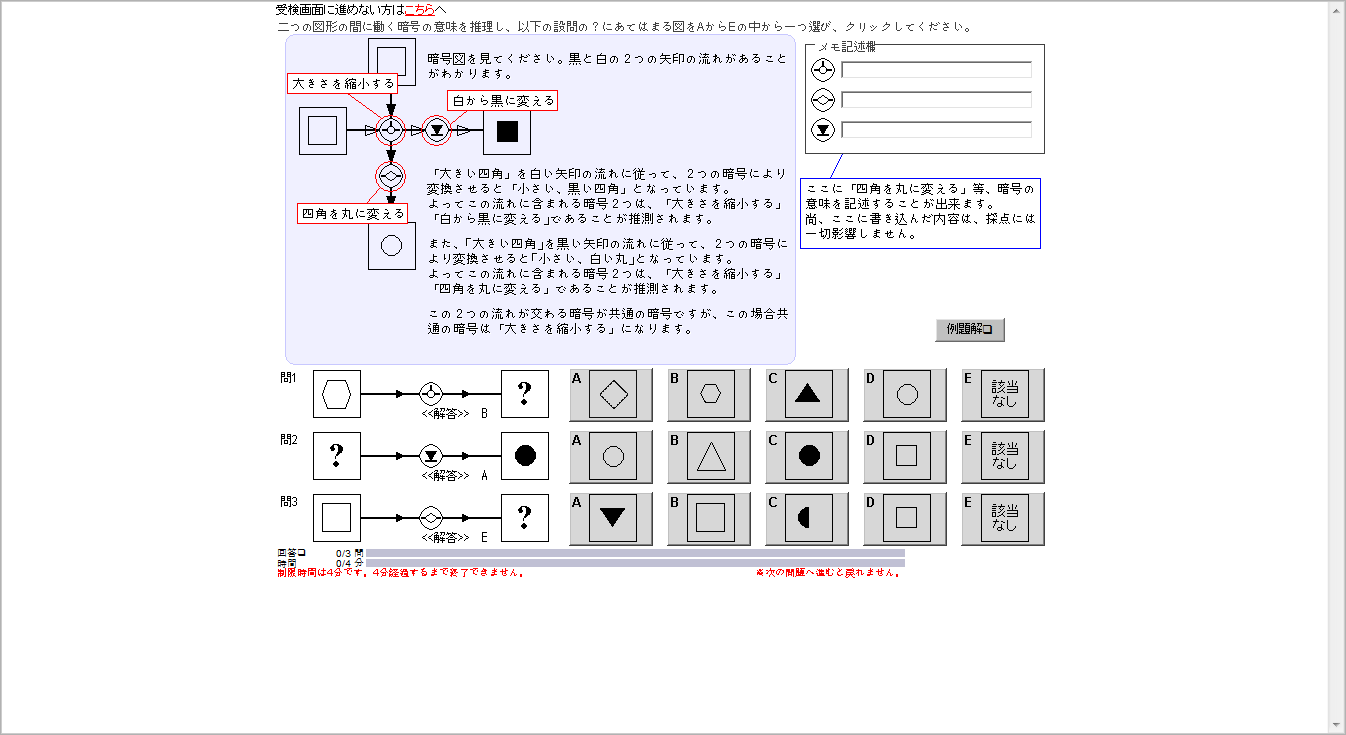 受検画面に進めない方はこちらへ
二つの図形の間に働く暗号の意味を推理し、以下の設問の？にあてはまる図をAからEの中から一つ選び、クリックしてください。
大きさを縮小する
白から黒に変える
四角を丸に変える
暗号図を見てください。黒と白の２つの矢印の流れがあること
がわかります。
「大きい四角」を白い矢印の流れに従って、２つの暗号により
変換させると「小さい、黒い四角」となっています。
よってこの流れに含まれる暗号２つは、「大きさを縮小する」
「白から黒に変える」であることが推測されます。
また、「大きい四角」を黒い矢印の流れに従って、２つの暗号に
より変換させると「小さい、白い丸」となっています。
よってこの流れに含まれる暗号２つは、「大きさを縮小する」
「四角を丸に変える」であることが推測されます。
この２つの流れが交わる暗号が共通の暗号ですが、この場合共
通の暗号は「大きさを縮小する」になります。
メモ記述欄
ここに「四角を丸に変える」等、暗号の
意味を記述することが出来ます。
尚、ここに書き込んだ内容は、採点には
一切影響しません。
例題解❏
問1 ? A B C D E 該当
なし
<<解答>> B
問2 ? A B C D E 該当
なし
<<解答>> A
問3 ? A B C D E 該当
なし
<<解答>> E
回答❏ 0/3 問
時間 0/4 分
制限時間は4分です。4分経過するまで終了できません。
※次の問題へ進むと戻れません。